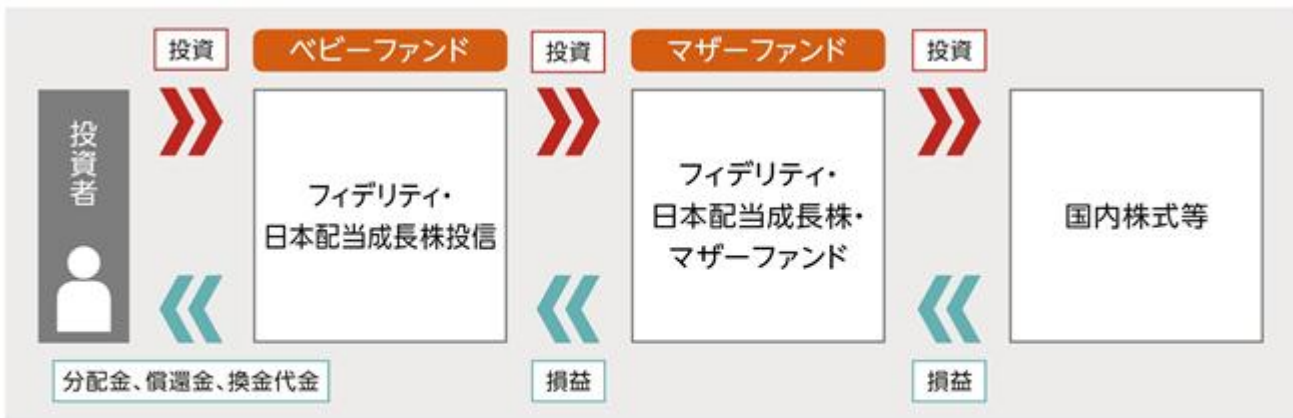 投資
ベビーファンド
投資
マザーファンド
投資
投資者
フィデリティ・
日本配当成長株投信
フィデリティ・
日本配当成長株・
マザーファンド
国内株式等
分配金、償還金、換金代金
損益
損益